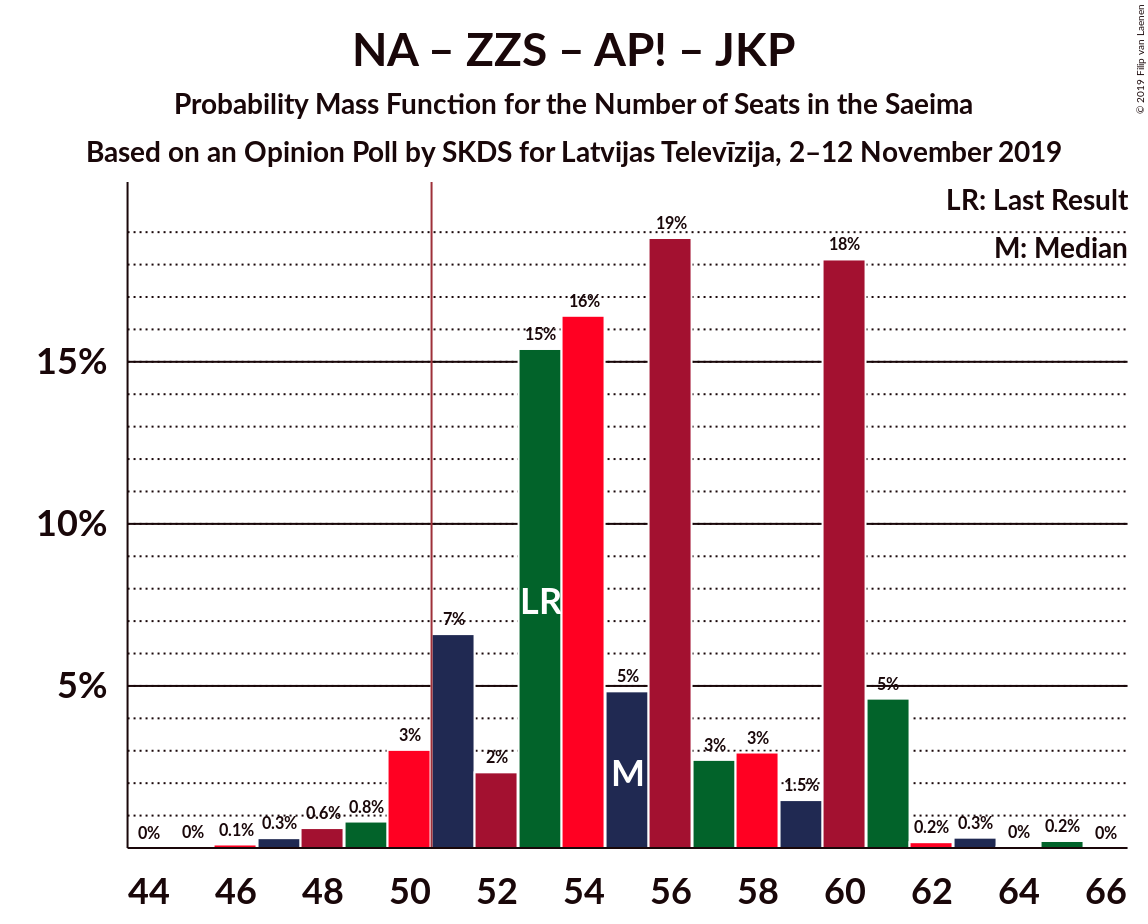 NA – ZZS – AP! – JKP
Probability Mass Function for the Number of Seats in the Saeima
Based on an Opinion Poll by SKDS for Latvijas Televīzija, 2–12 November 2019
© 2019 Filip van Laenen
LR: Last Result
M: Median
15%
10%
5%
0%
0%
0.1%
0.3%
0.6%
0.8%
3%
7%
2%
15%
16%
5%
19%
3%
3%
1.5%
18%
5%
0.2%
0.3%
0%
0.2%
0%
LR
M
44 46 48 50 52 54 56 58 60 62 64 66